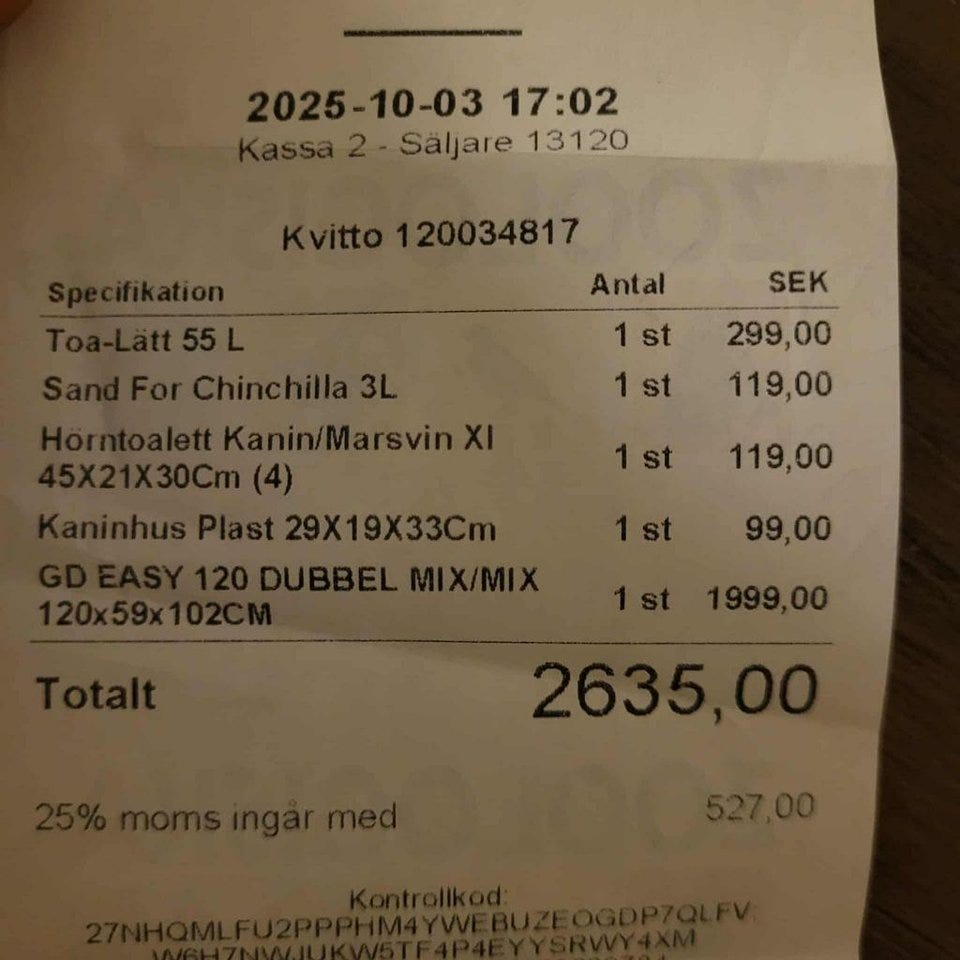 2025-10-03 17:02
Kassa 2 - Säljare 13120
Kvitto 120034817
Specifikation Antal SEK
Toa-Lätt 55 L 1 st 299,00
Sand For Chinchilla 3L 1 st 119,00
Hörntoalett Kanin/Marsvin Xl
45X21X30Cm (4) 1 st 119,00
Kaninhus Plast 29X19X33Cm 1 st 99,00
GD EASY 120 DUBBEL MIX/MIX
120x59x102CM 1 st 1999,00
Totalt 2635,00
25% moms ingår med 527,00
Kontrollkod:
27NHQMLFU2PPPHM4YWEBUZEOGDP7QLFV